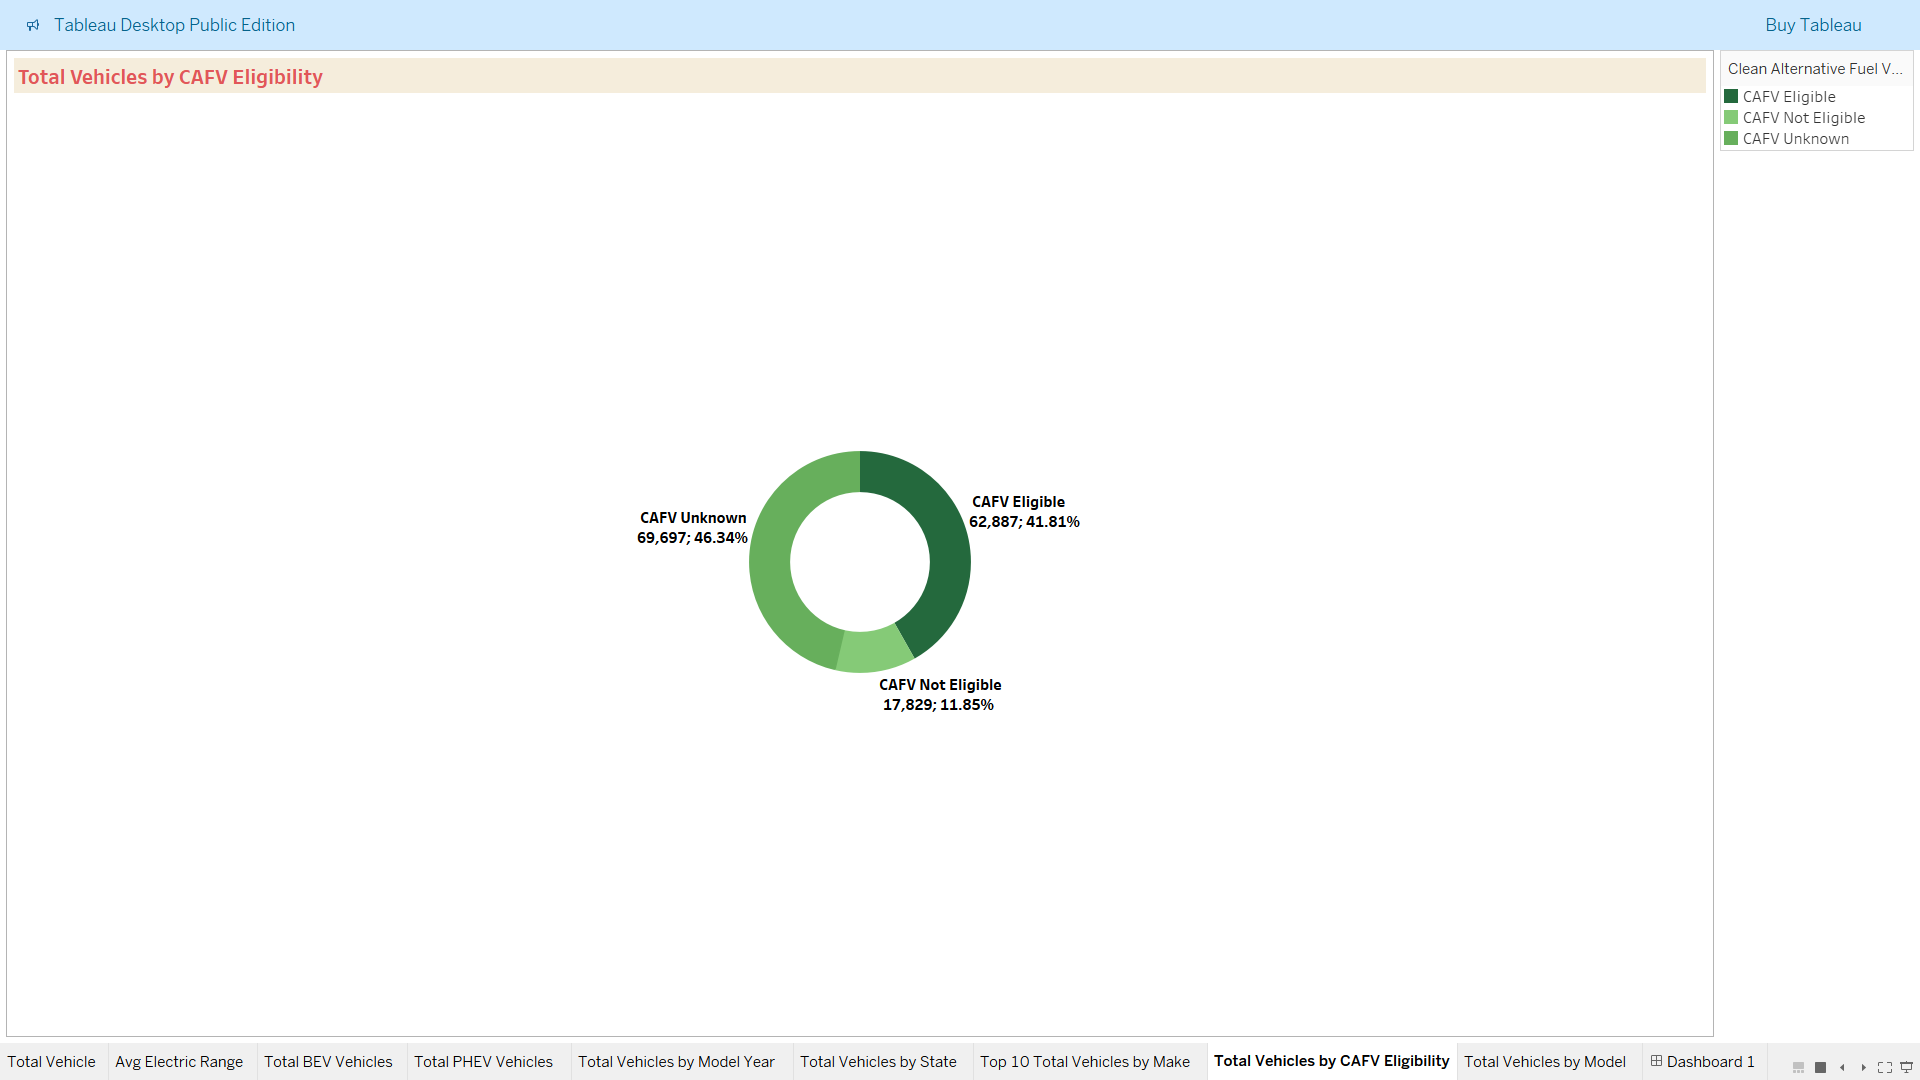 Tableau Desktop Public Edition
Buy Tableau
Total Vehicles by CAFV Eligibility
Clean Alternative Fuel V...
CAFV Eligible
CAFV Not Eligible
CAFV Unknown
CAFV Eligible
62,887; 41.81%
CAFV Unknown
69,697; 46.34%
CAFV Not Eligible
17,829; 11.85%
Total Vehicle
Avg Electric Range
Total BEV Vehicles
Total PHEV Vehicles
Total Vehicles by Model Year
Total Vehicles by State
Top 10 Total Vehicles by Make
Total Vehicles by CAFV Eligibility
Total Vehicles by Model
Dashboard 1